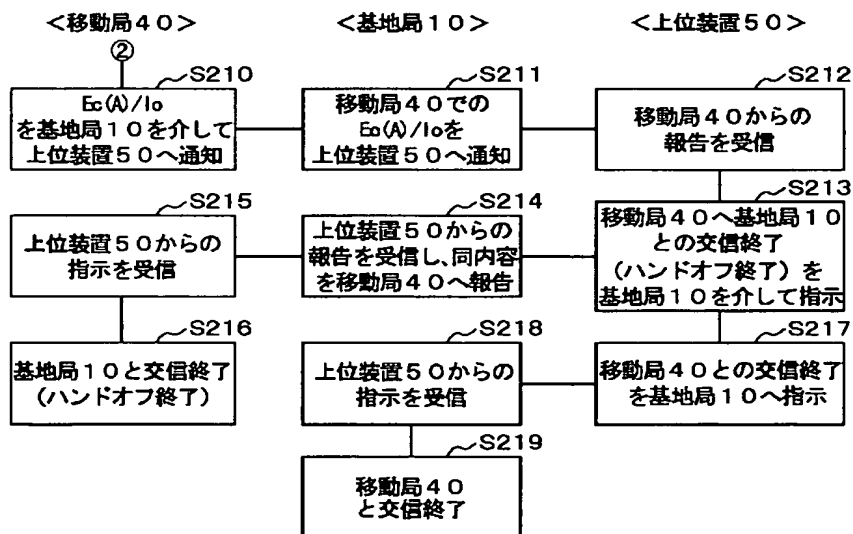 <移動局40>
<基地局10>
<上位装置50>
②
S210
Ec(A)/Io
を基地局10を介して
上位装置50へ通知
S211
移動局40での
Ec(A)/Ioを
上位装置50へ通知
S212
移動局40からの
報告を受信
S213
移動局40へ基地局10
との交信終了
(ハンドオフ終了)を
基地局10を介して指示
S214
上位装置50からの
報告を受信し、同内容
を移動局40へ報告
S215
上位装置50からの
指示を受信
S216
基地局10と交信終了
(ハンドオフ終了)
S217
移動局40との交信終了
を基地局10へ指示
S218
上位装置50からの
指示を受信
S219
移動局40
と交信終了